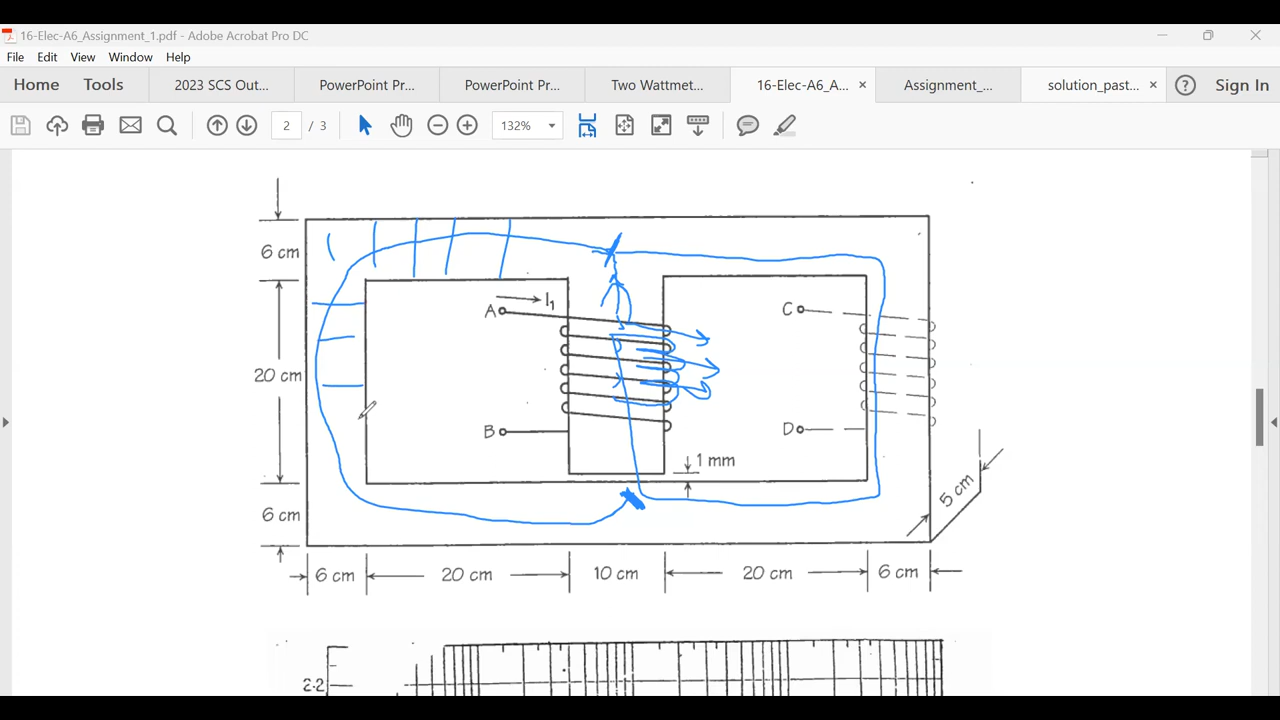 16-Elec-A6_Assignment_1.pdf - Adobe Acrobat Pro DC
File Edit View Window Help
Home Tools 2023 SCS Out... PowerPoint Pr... PowerPoint Pr... Two Wattmet... 16-Elec-A6_A... × Assignment_... solution_past... × ? Sign In
2 / 3 132%
6 cm
A I₁ C
20 cm
B D
1 mm
5 cm
6 cm
6 cm 20 cm 10 cm 20 cm 6 cm
2·2